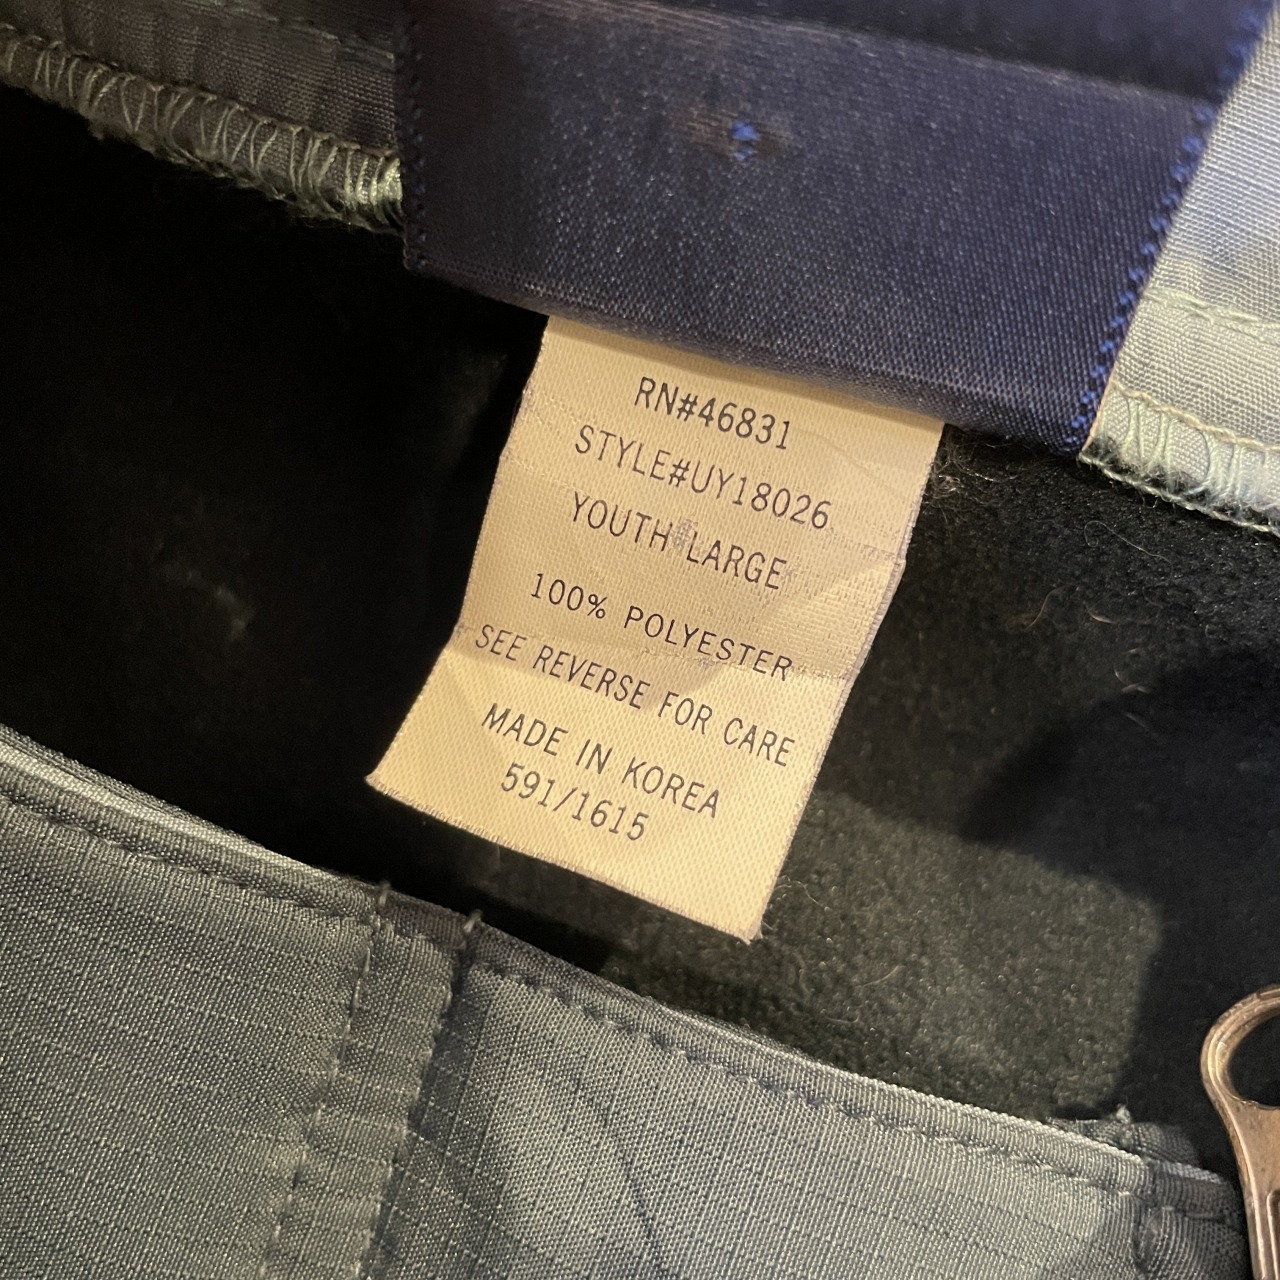 RN#46831
STYLE#UY18026
YOUTH LARGE
100% POLYESTER
SEE REVERSE FOR CARE
MADE IN KOREA
591/1615